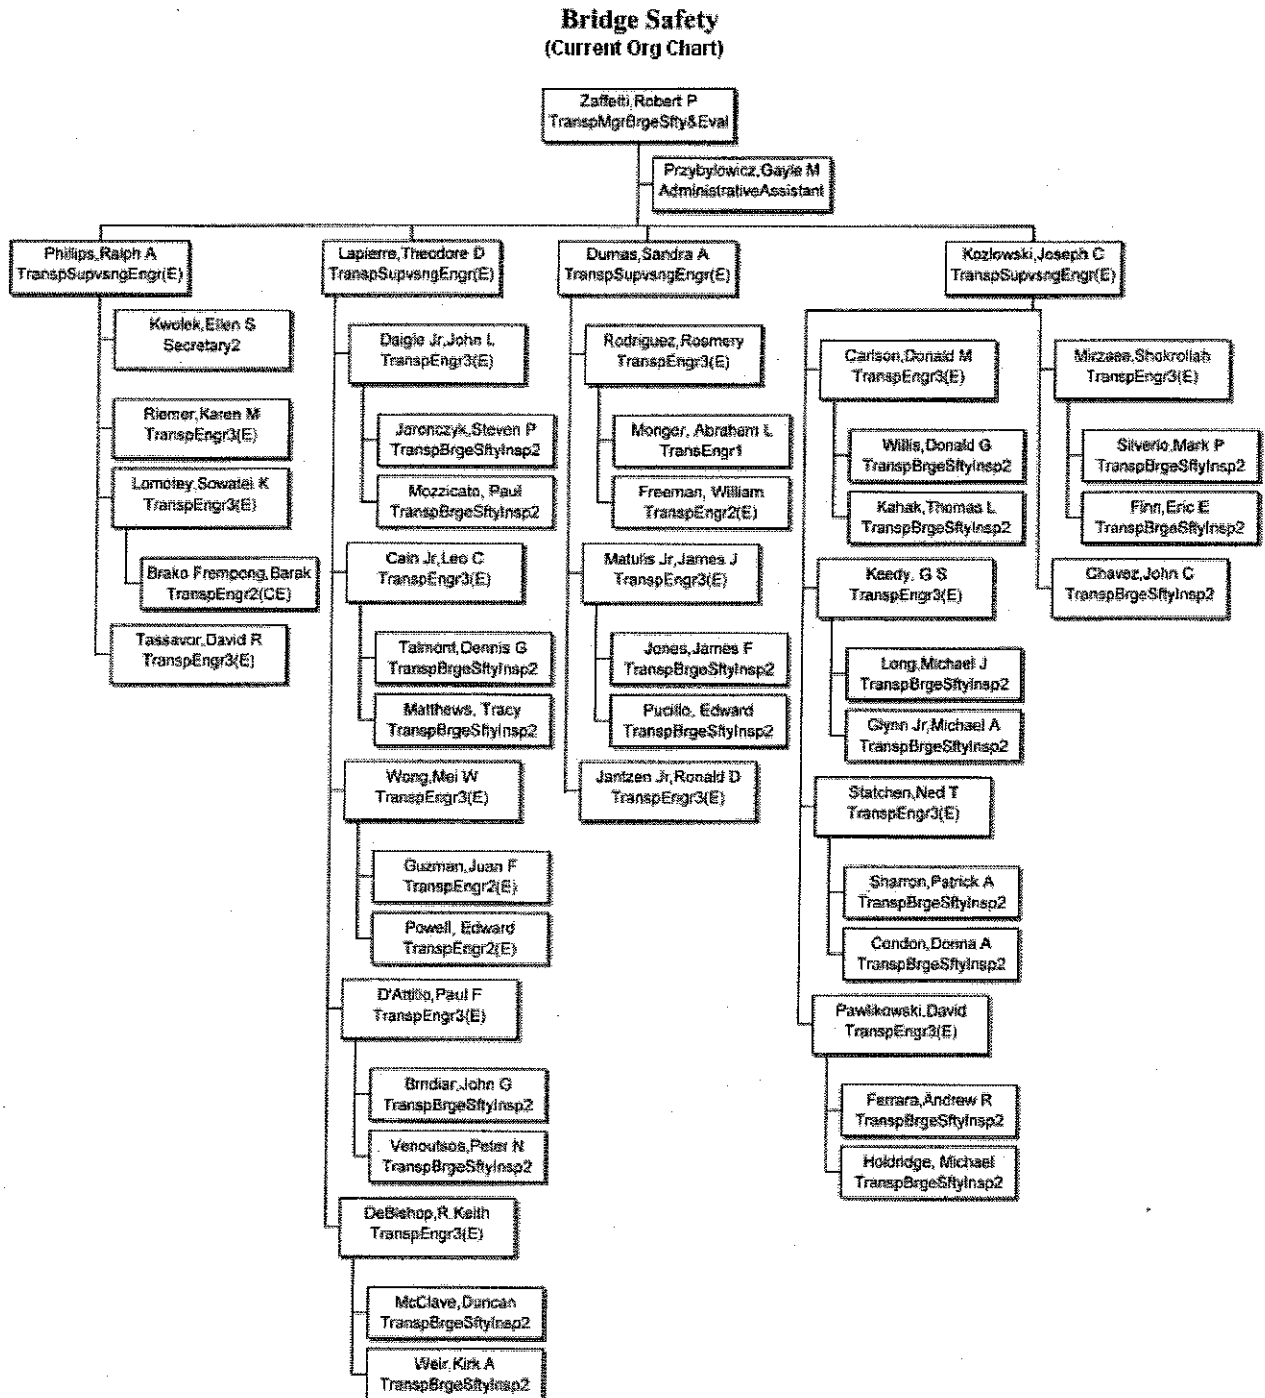 Bridge Safety
(Current Org Chart)
Zaffetti,Robert P
TranspMgrBrgeSfty&Eval
Przybylowicz,Gayle M
AdministrativeAssistant
Phillips,Ralph A
TranspSupvsngEngr(E)
Kwolek,Ellen S
Secretary2
Riemer,Karen M
TranspEngr3(E)
Lomotey,Sowatei K
TranspEngr3(E)
Brako Frempong,Barak
TranspEngr2(CE)
Tassavor,David R
TranspEngr3(E)
Lapierre,Theodore D
TranspSupvsngEngr(E)
Daigle Jr,John L
TranspEngr3(E)
Jaronczyk,Steven P
TranspBrgeSftyInsp2
Mozzicato, Paul
TranspBrgeSftyInsp2
Cain Jr,Leo C
TranspEngr3(E)
Talmont,Dennis G
TranspBrgeSftyInsp2
Matthews, Tracy
TranspBrgeSftyInsp2
Wong,Mei W
TranspEngr3(E)
Guzman,Juan F
TranspEngr2(E)
Powell, Edward
TranspEngr2(E)
D'Attilio,Paul F
TranspEngr3(E)
Brndiar,John G
TranspBrgeSftyInsp2
Venoutsos,Peter N
TranspBrgeSftyInsp2
DeBishop,R Keith
TranspEngr3(E)
McClave,Duncan
TranspBrgeSftyInsp2
Weir,Kirk A
TranspBrgeSftyInsp2
Dumas,Sandra A
TranspSupvsngEngr(E)
Rodriguez,Rosmery
TranspEngr3(E)
Monger, Abraham L
TransEngr1
Freeman, William
TranspEngr2(E)
Matulis Jr,James J
TranspEngr3(E)
Jones,James F
TranspBrgeSftyInsp2
Pucillo, Edward
TranspBrgeSftyInsp2
Jantzen Jr,Ronald D
TranspEngr3(E)
Kozlowski,Joseph C
TranspSupvsngEngr(E)
Carlson,Donald M
TranspEngr3(E)
Willis,Donald G
TranspBrgeSftyInsp2
Kahak,Thomas L
TranspBrgeSftyInsp2
Keedy, G S
TranspEngr3(E)
Long,Michael J
TranspBrgeSftyInsp2
Glynn Jr,Michael A
TranspBrgeSftyInsp2
Statchen,Ned T
TranspEngr3(E)
Sharron,Patrick A
TranspBrgeSftyInsp2
Condon,Donna A
TranspBrgeSftyInsp2
Pawlikowski,David
TranspEngr3(E)
Ferrara,Andrew R
TranspBrgeSftyInsp2
Holdridge, Michael
TranspBrgeSftyInsp2
Mirzaee,Shokrollah
TranspEngr3(E)
Silverio,Mark P
TranspBrgeSftyInsp2
Finn,Eric E
TranspBrgeSftyInsp2
Chavez,John C
TranspBrgeSftyInsp2